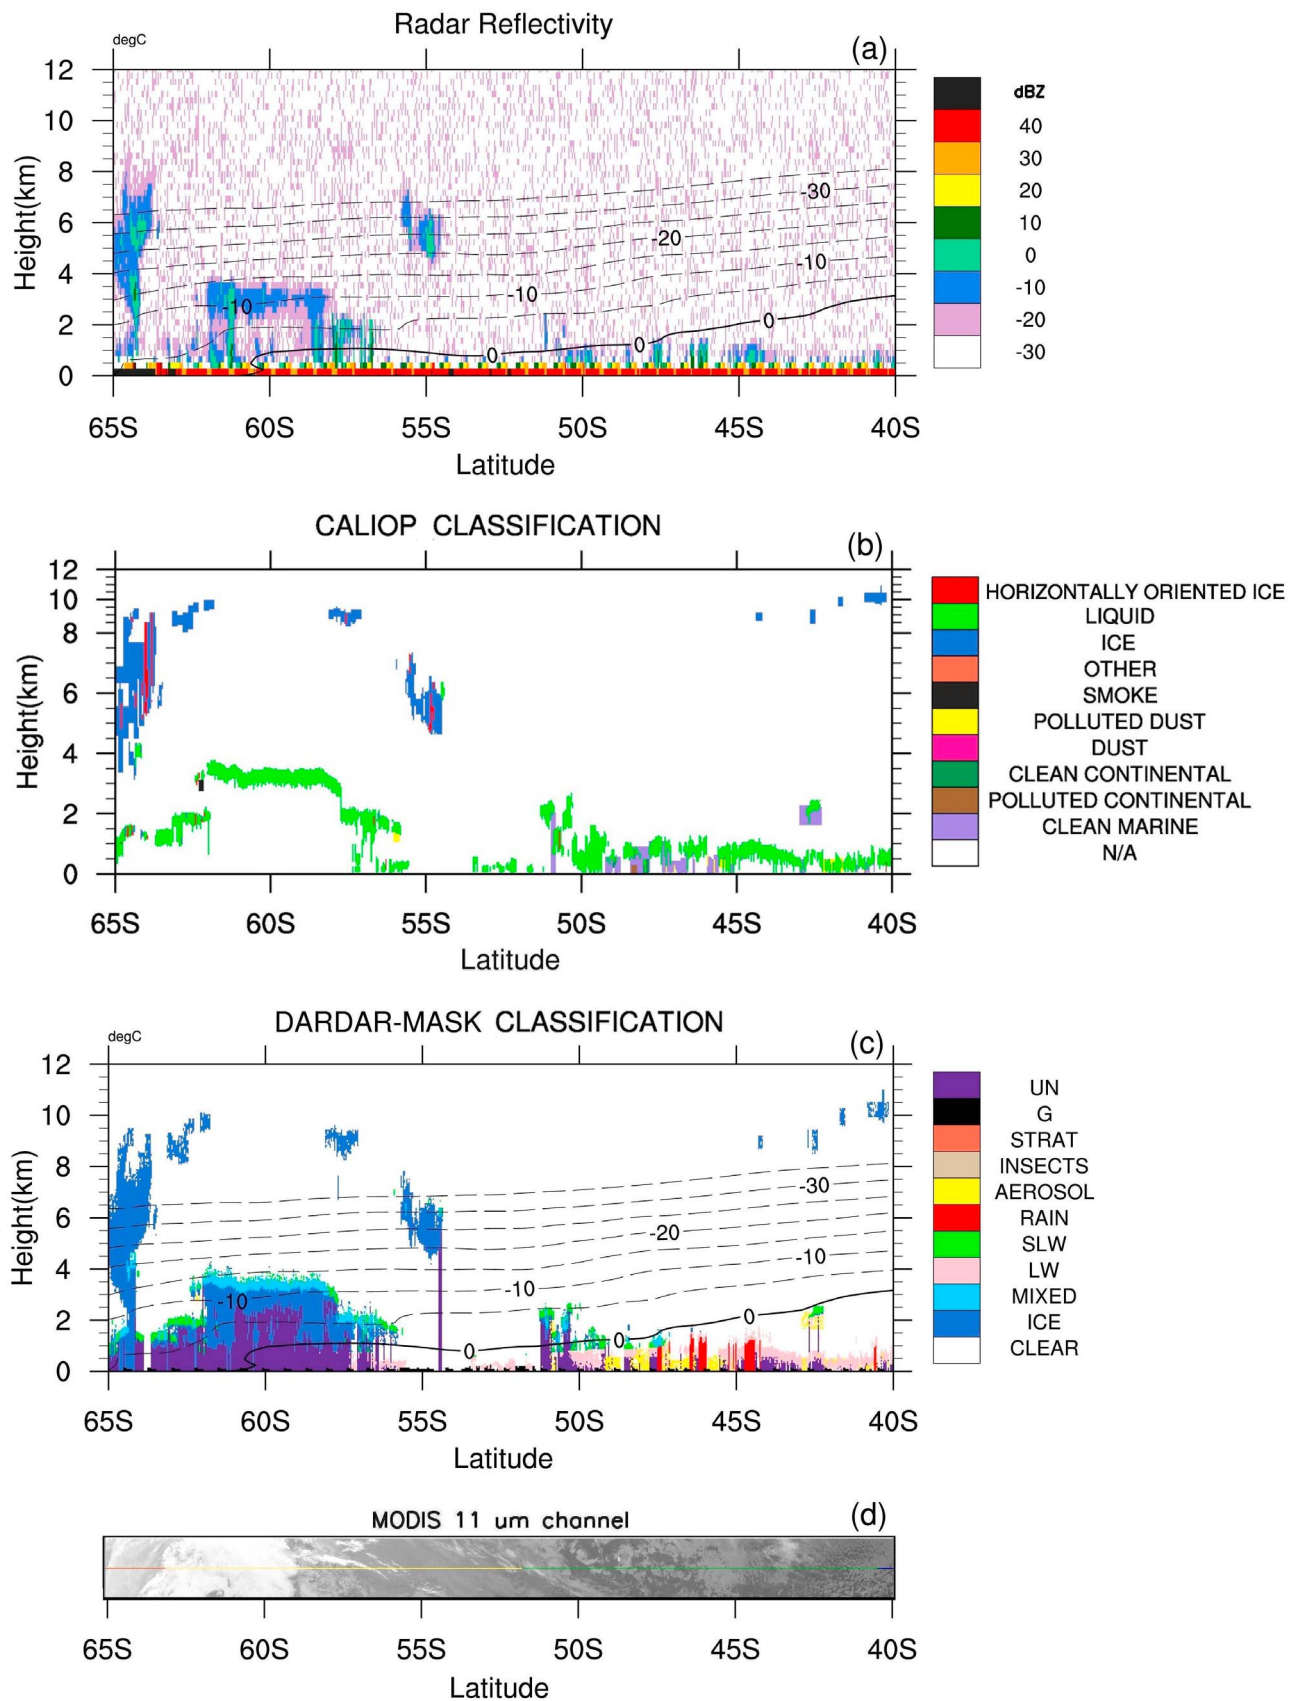 Radar Reflectivity
degC
(a)
12
10
8
6
4
2
0
Height(km)
-30
-20
-10
-10
-10
0
0
0
65S 60S 55S 50S 45S 40S
Latitude
dBZ
40
30
20
10
0
-10
-20
-30
CALIOP CLASSIFICATION
(b)
12
10
8
6
4
2
0
Height(km)
65S 60S 55S 50S 45S 40S
Latitude
HORIZONTALLY ORIENTED ICE
LIQUID
ICE
OTHER
SMOKE
POLLUTED DUST
DUST
CLEAN CONTINENTAL
POLLUTED CONTINENTAL
CLEAN MARINE
N/A
DARDAR-MASK CLASSIFICATION
degC
(c)
12
10
8
6
4
2
0
Height(km)
-30
-20
-10
-10
-10
0
0
0
65S 60S 55S 50S 45S 40S
Latitude
UN
G
STRAT
INSECTS
AEROSOL
RAIN
SLW
LW
MIXED
ICE
CLEAR
MODIS 11 um channel
(d)
65S 60S 55S 50S 45S 40S
Latitude